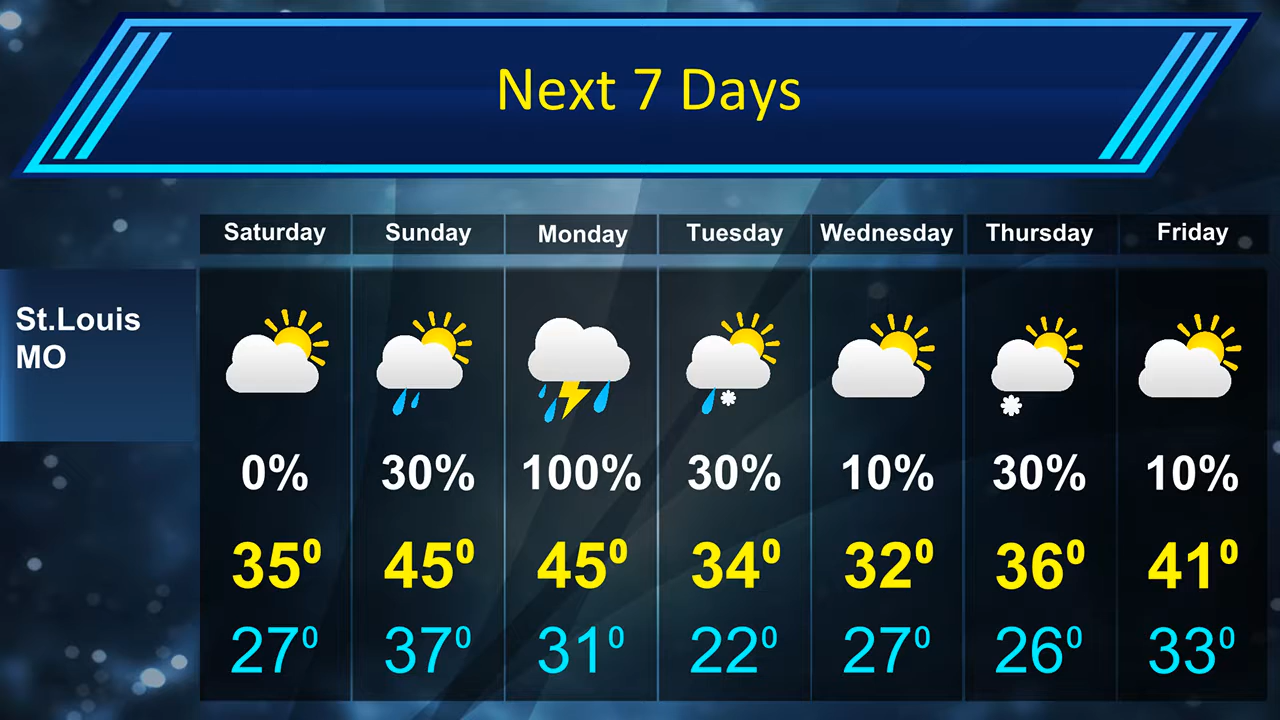 Next 7 Days
Saturday Sunday Monday Tuesday Wednesday Thursday Friday
St.Louis
MO
0% 30% 100% 30% 10% 30% 10%
35⁰ 45⁰ 45⁰ 34⁰ 32⁰ 36⁰ 41⁰
27⁰ 37⁰ 31⁰ 22⁰ 27⁰ 26⁰ 33⁰